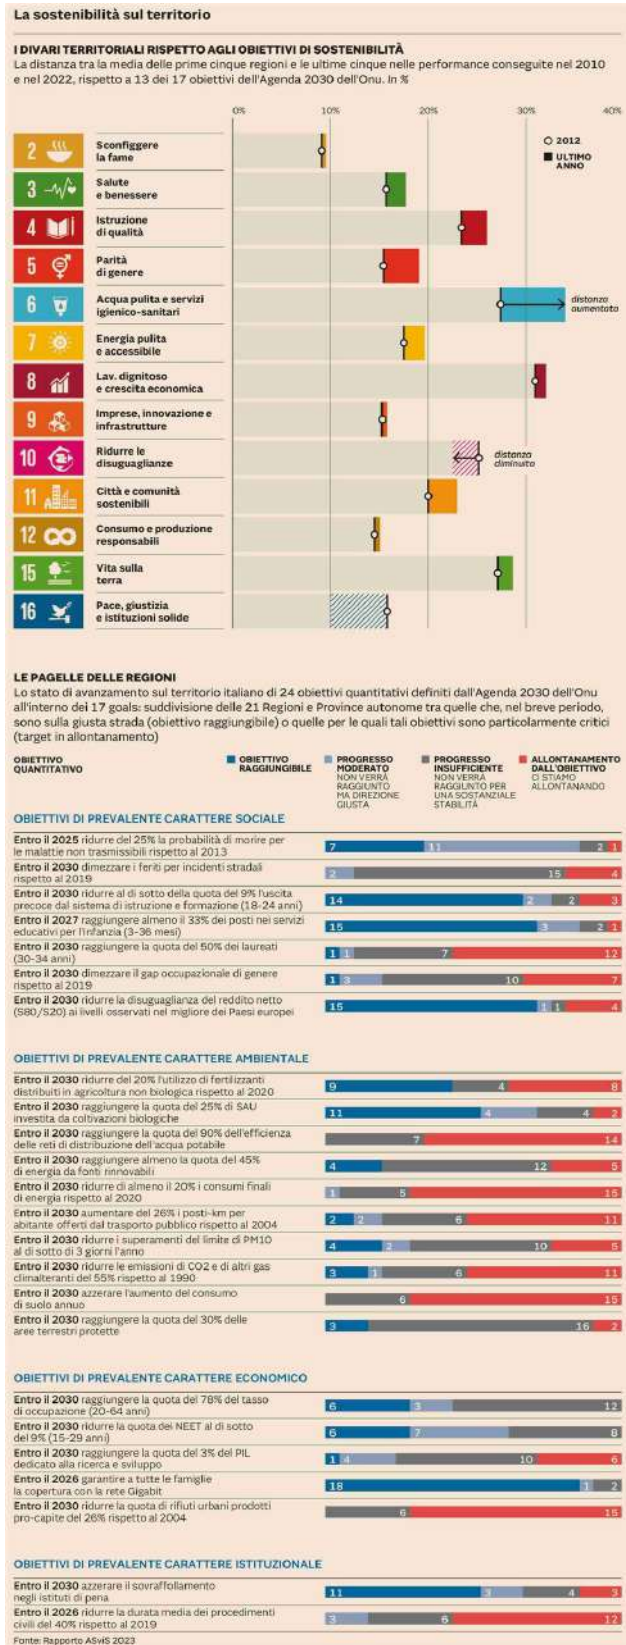 La sostenibilità sul territorio
I DIVARI TERRITORIALI RISPETTO AGLI OBIETTIVI DI SOSTENIBILITÀ
La distanza tra la media delle prime cinque regioni e le ultime cinque nelle performance conseguite nel 2010
e nel 2022, rispetto a 13 dei 17 obiettivi dell'Agenda 2030 dell'Onu. In %
0% 10% 20% 30% 40%
2012
ULTIMO
ANNO
2 Sconfiggere
la fame
3 Salute
e benessere
4 Istruzione
di qualità
5 Parità
di genere
6 Acqua pulita e servizi
igienico-sanitari
distanza
aumentata
7 Energia pulita
e accessibile
8 Lav. dignitoso
e crescita economica
9 Imprese, innovazione e
infrastrutture
10 Ridurre le
disuguaglianze
distanza
diminuita
11 Città e comunità
sostenibili
12 Consumo e produzione
responsabili
15 Vita sulla
terra
16 Pace, giustizia
e istituzioni solide
LE PAGELLE DELLE REGIONI
Lo stato di avanzamento sul territorio italiano di 24 obiettivi quantitativi definiti dall'Agenda 2030 dell'Onu
all'interno dei 17 goals: suddivisione delle 21 Regioni e Province autonome tra quelle che, nel breve periodo,
sono sulla giusta strada (obiettivo raggiungibile) o quelle per le quali tali obiettivi sono particolarmente critici
(target in allontanamento)
OBIETTIVO
QUANTITATIVO
OBIETTIVO
RAGGIUNGIBILE
PROGRESSO
MODERATO
NON VERRÀ
RAGGIUNTO
MA DIREZIONE
GIUSTA
PROGRESSO
INSUFFICIENTE
NON VERRÀ
RAGGIUNTO PER
UNA SOSTANZIALE
STABILITÀ
ALLONTANAMENTO
DALL'OBIETTIVO
CI STIAMO
ALLONTANANDO
OBIETTIVI DI PREVALENTE CARATTERE SOCIALE
Entro il 2025 ridurre del 25% la probabilità di morire per
le malattie non trasmissibili rispetto al 2013
7 11 2 1
Entro il 2030 dimezzare i feriti per incidenti stradali
rispetto al 2019
2 15 4
Entro il 2030 ridurre al di sotto della quota del 9% l'uscita
precoce dal sistema di istruzione e formazione (18-24 anni)
14 2 2 3
Entro il 2027 raggiungere almeno il 33% dei posti nei servizi
educativi per l'infanzia (3-36 mesi)
15 3 2 1
Entro il 2030 raggiungere la quota del 50% dei laureati
(30-34 anni)
1 1 7 12
Entro il 2030 dimezzare il gap occupazionale di genere
rispetto al 2019
1 3 10 7
Entro il 2030 ridurre la disuguaglianza del reddito netto
(S80/S20) ai livelli osservati nel migliore dei Paesi europei
15 1 1 4
OBIETTIVI DI PREVALENTE CARATTERE AMBIENTALE
Entro il 2030 ridurre del 20% l'utilizzo di fertilizzanti
distribuiti in agricoltura non biologica rispetto al 2020
9 4 8
Entro il 2030 raggiungere la quota del 25% di SAU
investita da coltivazioni biologiche
11 4 4 2
Entro il 2030 raggiungere la quota del 90% dell'efficienza
delle reti di distribuzione dell'acqua potabile
7 14
Entro il 2030 raggiungere almeno la quota del 45%
di energia da fonti rinnovabili
4 12 5
Entro il 2030 ridurre di almeno il 20% i consumi finali
di energia rispetto al 2020
1 5 15
Entro il 2030 aumentare del 26% i posti-km per
abitante offerti dal trasporto pubblico rispetto al 2004
2 2 6 11
Entro il 2030 ridurre i superamenti del limite di PM10
al di sotto di 3 giorni l'anno
4 2 10 5
Entro il 2030 ridurre le emissioni di CO2 e di altri gas
climalteranti del 55% rispetto al 1990
3 1 6 11
Entro il 2030 azzerare l'aumento del consumo
di suolo annuo
6 15
Entro il 2030 raggiungere la quota del 30% delle
aree terrestri protette
3 16 2
OBIETTIVI DI PREVALENTE CARATTERE ECONOMICO
Entro il 2030 raggiungere la quota del 78% del tasso
di occupazione (20-64 anni)
6 3 12
Entro il 2030 ridurre la quota dei NEET al di sotto
del 9% (15-29 anni)
6 7 8
Entro il 2030 raggiungere la quota del 3% del PIL
dedicato alla ricerca e sviluppo
1 4 10 6
Entro il 2026 garantire a tutte le famiglie
la copertura con la rete Gigabit
18 1 2
Entro il 2030 ridurre la quota di rifiuti urbani prodotti
pro-capite del 26% rispetto al 2004
6 15
OBIETTIVI DI PREVALENTE CARATTERE ISTITUZIONALE
Entro il 2030 azzerare il sovraffollamento
negli istituti di pena
11 3 4 3
Entro il 2026 ridurre la durata media dei procedimenti
civili del 40% rispetto al 2019
3 6 12
Fonte: Rapporto ASviS 2023